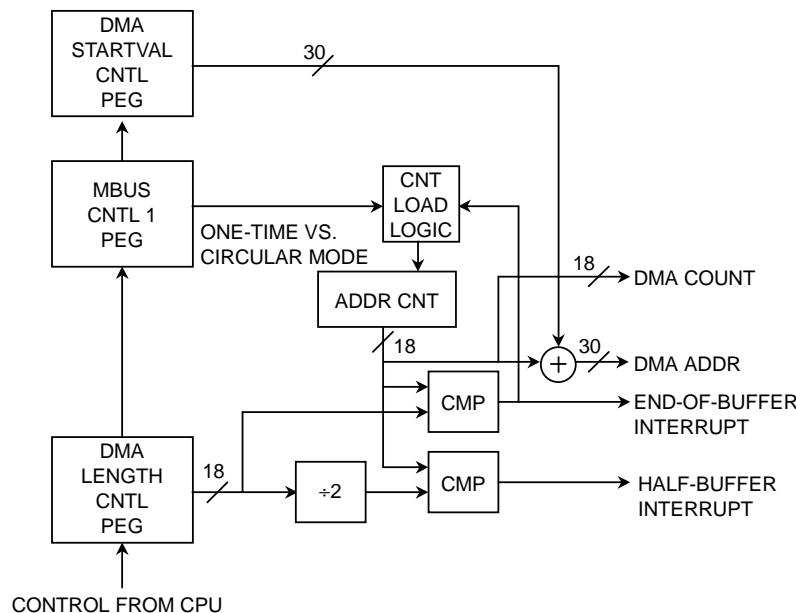 DMA
STARTVAL
CNTL
PEG
30
MBUS
CNTL 1
PEG
CNT
LOAD
LOGIC
ONE-TIME VS.
CIRCULAR MODE
ADDR CNT
18
DMA COUNT
18
30
DMA ADDR
+
CMP
END-OF-BUFFER
INTERRUPT
DMA
LENGTH
CNTL
PEG
18
÷2
CMP
HALF-BUFFER
INTERRUPT
CONTROL FROM CPU